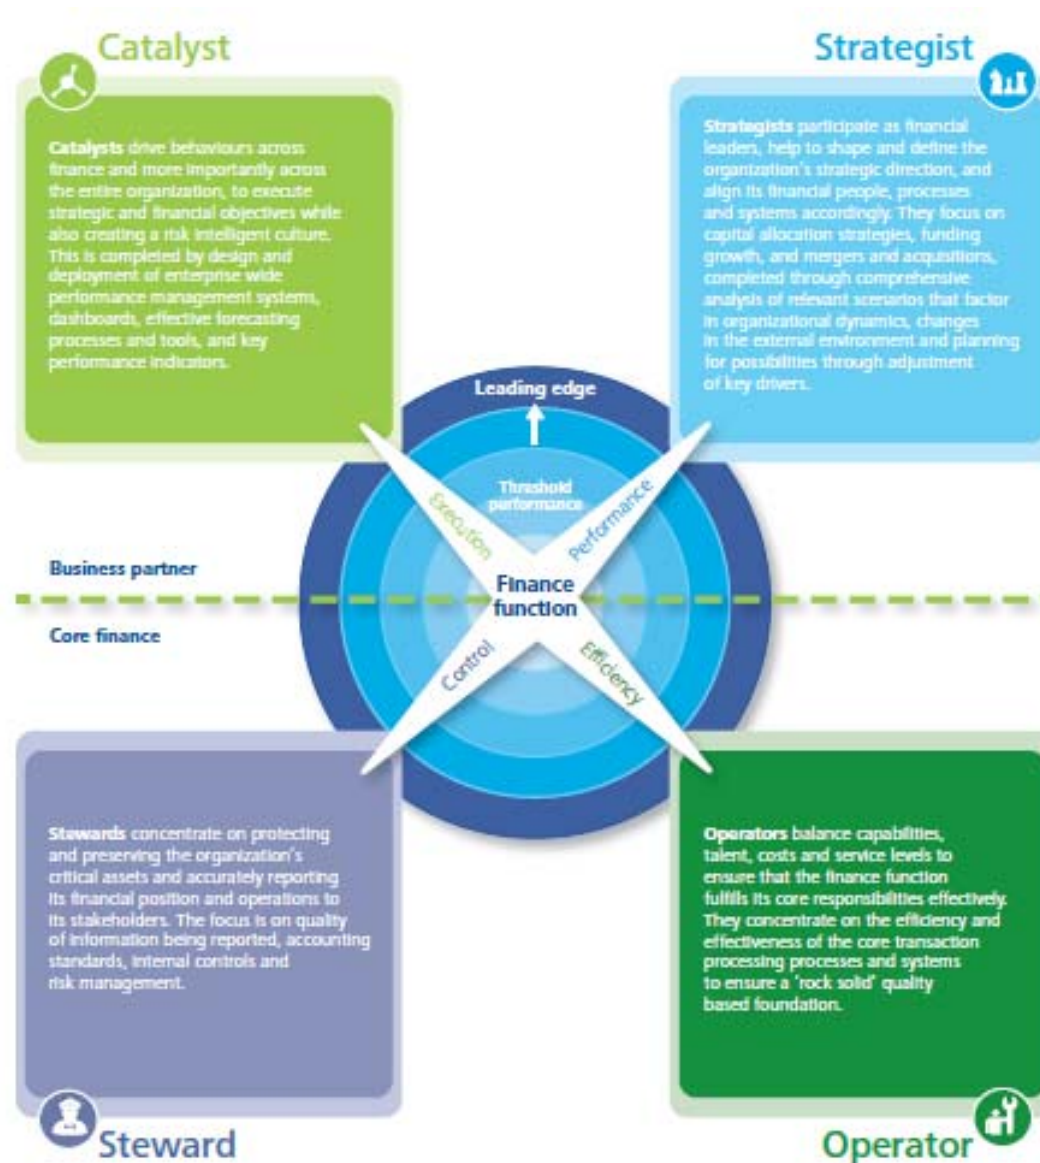 Catalyst
Catalysts drive behaviours across
finance and more importantly across
the entire organization, to execute
strategic and financial objectives while
also creating a risk intelligent culture.
This is completed by design and
deployment of enterprise wide
performance management systems,
dashboards, effective forecasting
processes and tools, and key
performance indicators.
Strategist
Strategists participate as financial
leaders, help to shape and define the
organization's strategic direction, and
align its financial people, processes
and systems accordingly. They focus on
capital allocation strategies, funding
growth, and mergers and acquisitions,
completed through comprehensive
analysis of relevant scenarios that factor
in organizational dynamics, changes
in the external environment and planning
for possibilities through adjustment
of key drivers.
Leading edge
Threshold
performance
Execution
Performance
Business partner
Finance
function
Core finance
Control
Efficiency
Stewards concentrate on protecting
and preserving the organization's
critical assets and accurately reporting
its financial position and operations to
its stakeholders. The focus is on quality
of information being reported, accounting
standards, internal controls and
risk management.
Steward
Operators balance capabilities,
talent, costs and service levels to
ensure that the finance function
fulfills its core responsibilities effectively.
They concentrate on the efficiency and
effectiveness of the core transaction
processing processes and systems
to ensure a 'rock solid' quality
based foundation.
Operator